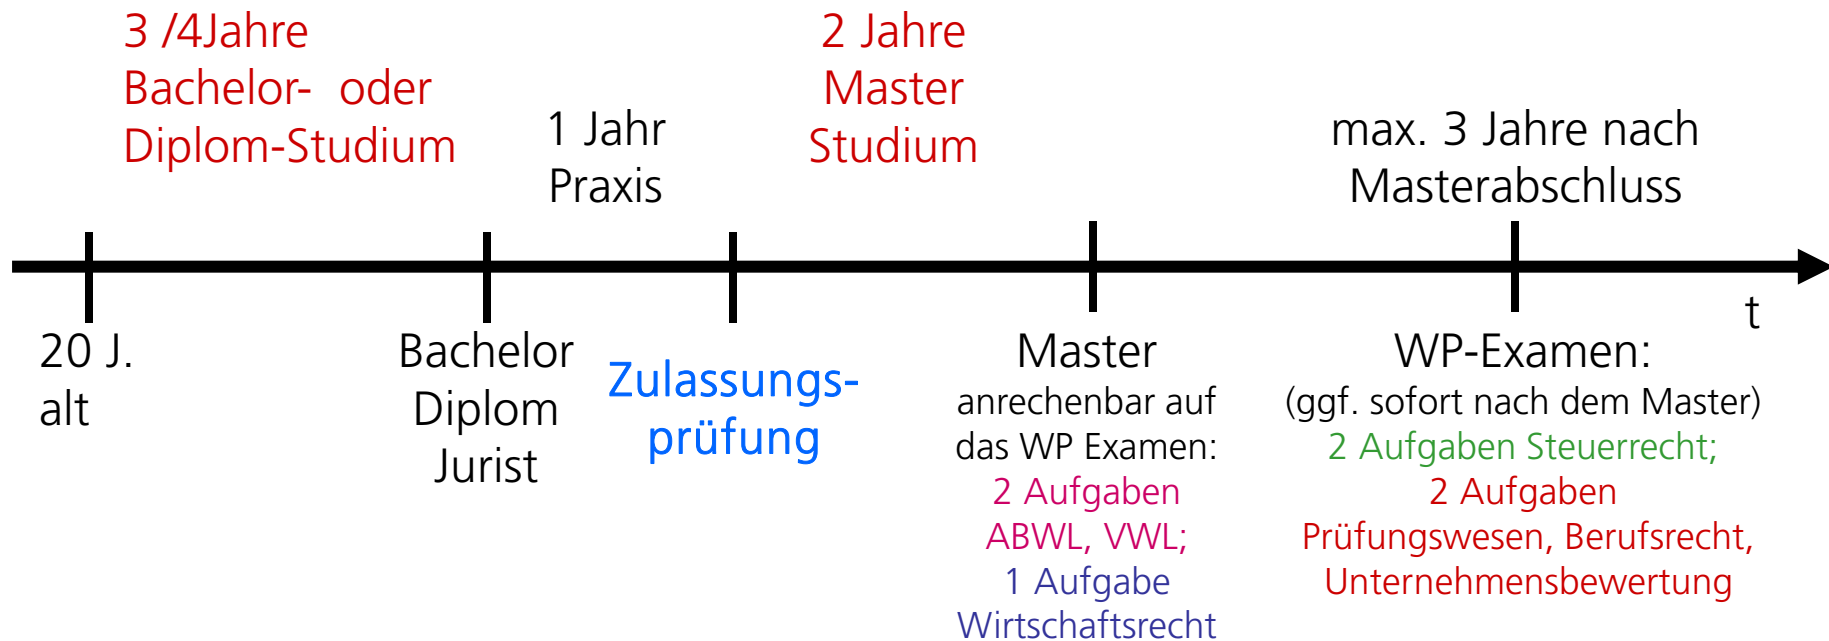 3 /4Jahre
Bachelor- oder
Diplom-Studium
1 Jahr
Praxis
2 Jahre
Master
Studium
max. 3 Jahre nach
Masterabschluss
t
20 J.
alt
Bachelor
Diplom
Jurist
Zulassungs-
prüfung
Master
anrechenbar auf
das WP Examen:
2 Aufgaben
ABWL, VWL;
1 Aufgabe
Wirtschaftsrecht
WP-Examen:
(ggf. sofort nach dem Master)
2 Aufgaben Steuerrecht;
2 Aufgaben
Prüfungswesen, Berufsrecht,
Unternehmensbewertung